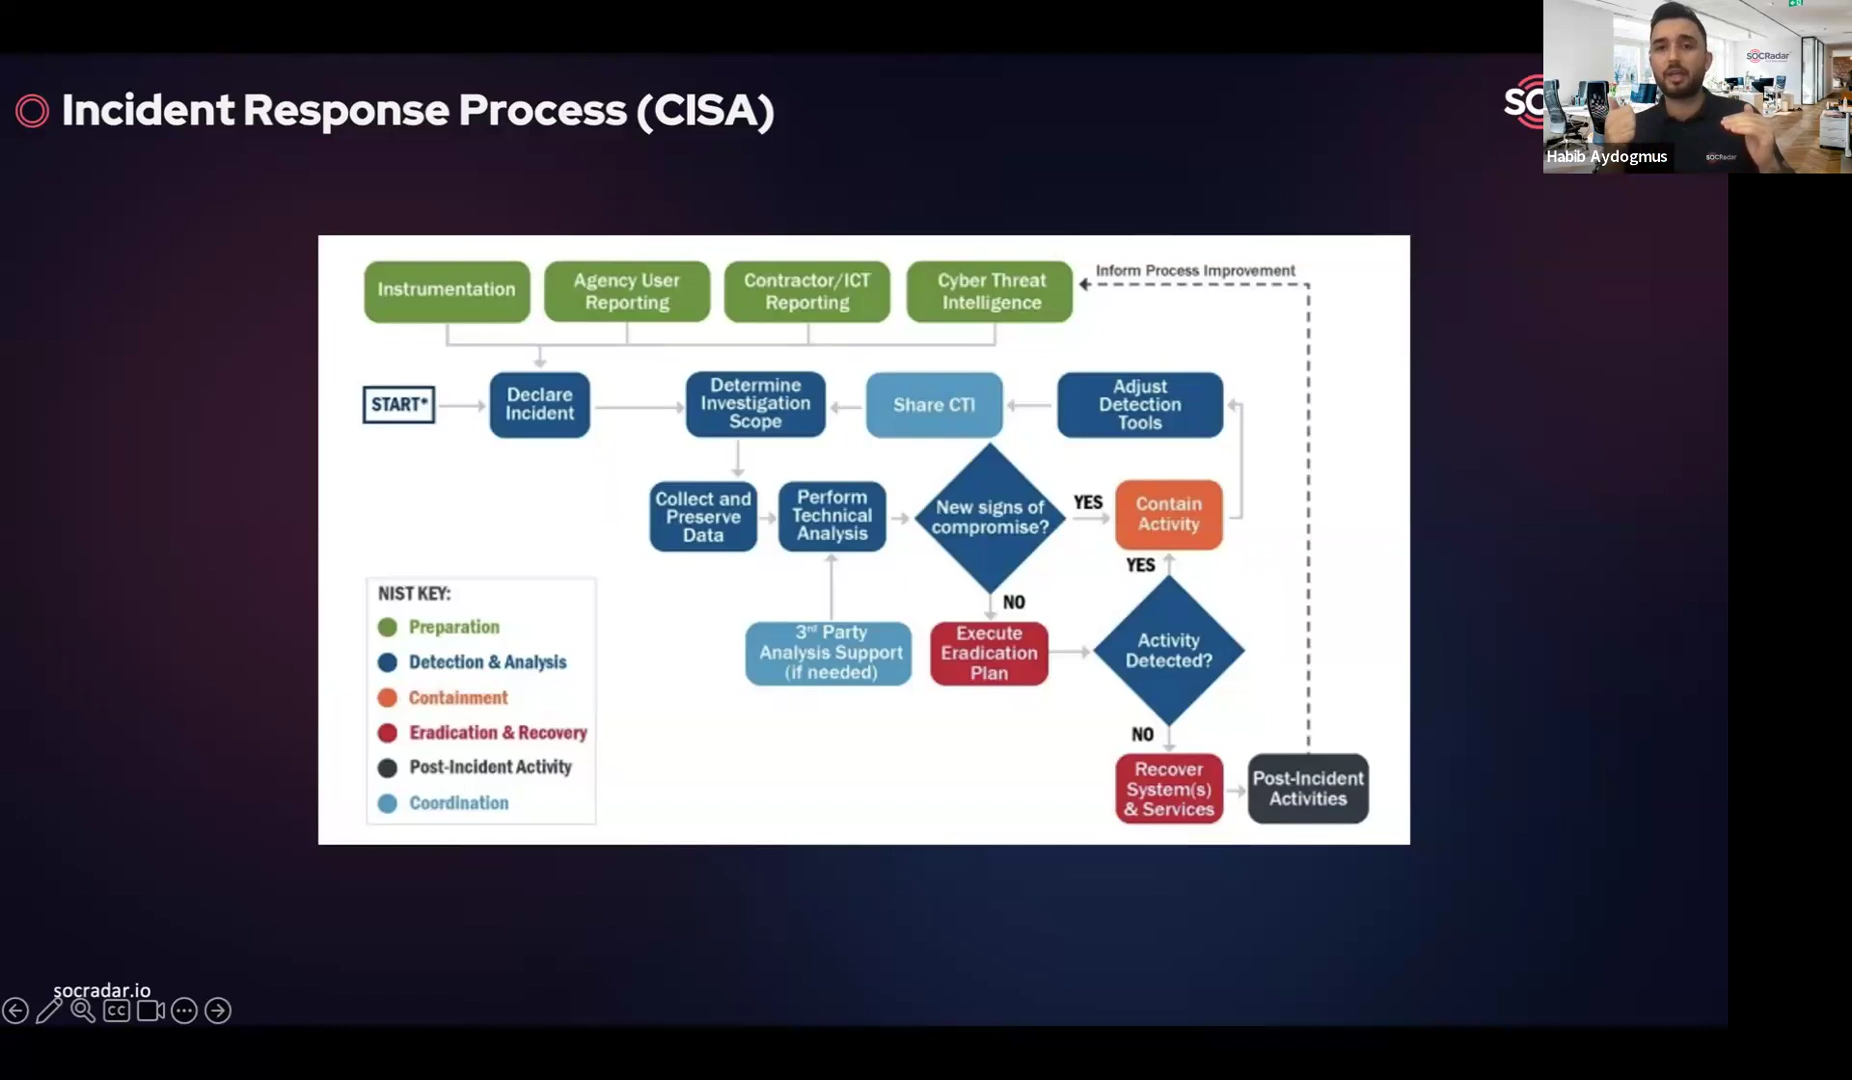 Incident Response Process (CISA)
SOCRadar
Habib Aydogmus
SOCRadar
Instrumentation
Agency User
Reporting
Contractor/ICT
Reporting
Cyber Threat
Intelligence
Inform Process Improvement
START*
Declare
Incident
Determine
Investigation
Scope
Share CTI
Adjust
Detection
Tools
Collect and
Preserve
Data
Perform
Technical
Analysis
New signs of
compromise?
YES
Contain
Activity
YES
NO
3rd Party
Analysis Support
(if needed)
Execute
Eradication
Plan
Activity
Detected?
NO
Recover
System(s)
& Services
Post-Incident
Activities
NIST KEY:
Preparation
Detection & Analysis
Containment
Eradication & Recovery
Post-Incident Activity
Coordination
socradar.io
CC